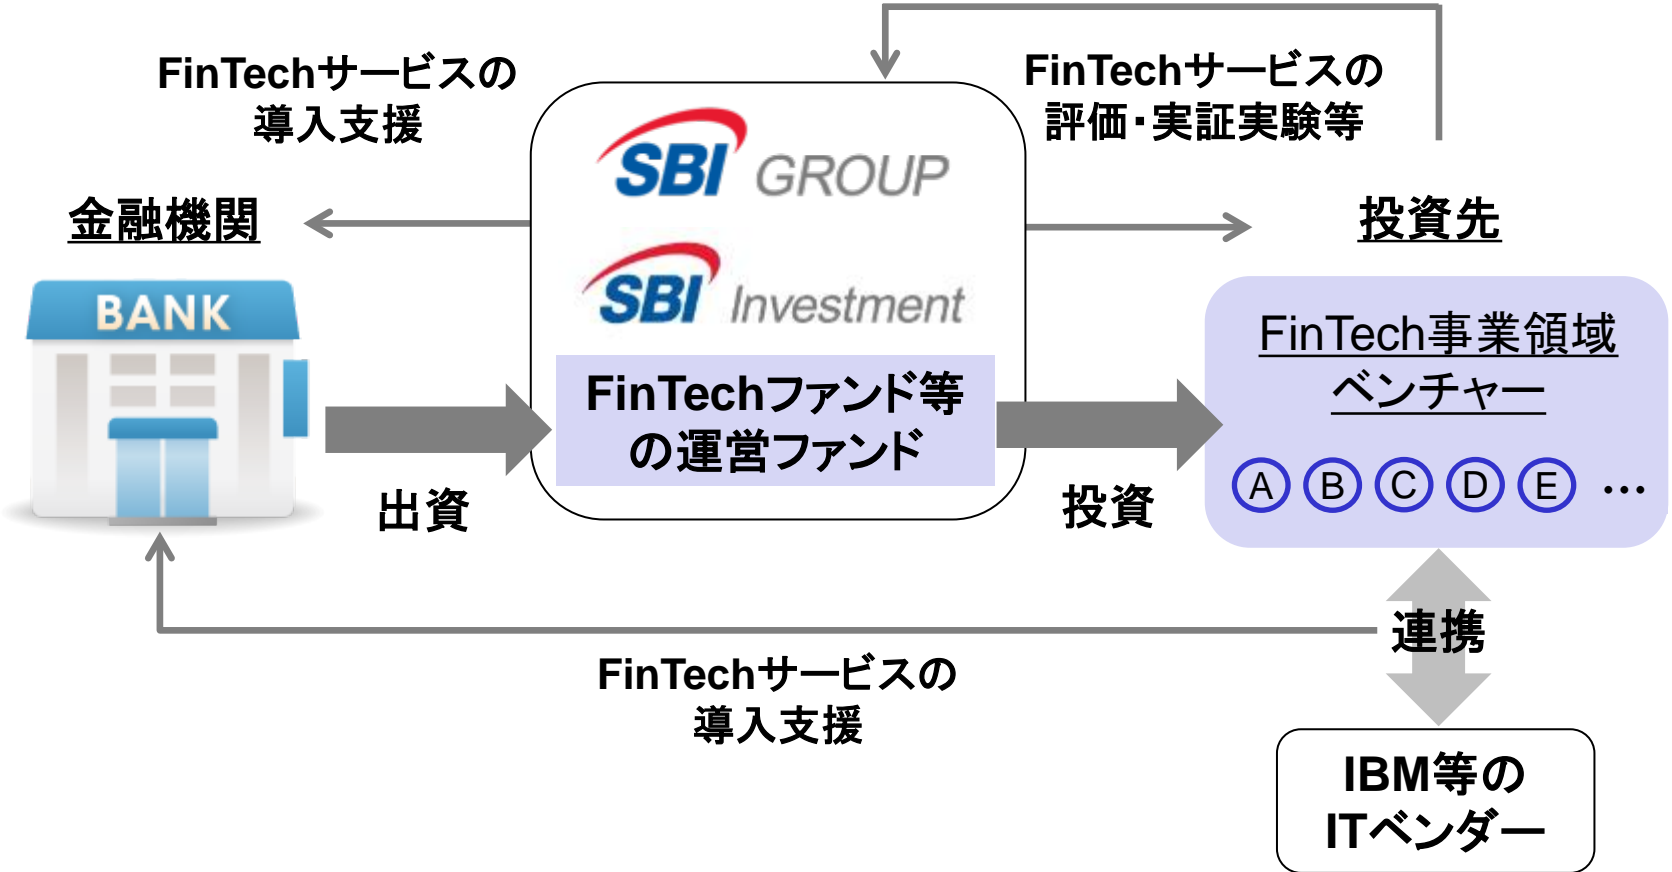 FinTechサービスの
導入支援
SBI GROUP
SBI Investment
FinTechファンド等
の運営ファンド
FinTechサービスの
評価・実証実験等
金融機関
BANK
出資
投資
投資先
FinTech事業領域
ベンチャー
A B C D E …
連携
FinTechサービスの
導入支援
IBM等の
ITベンダー